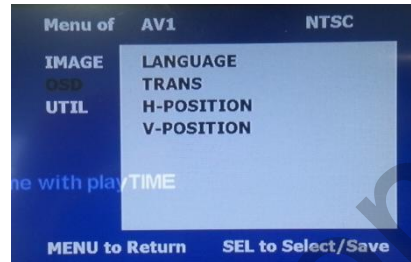 Menu of AV1 NTSC
IMAGE LANGUAGE
OSD TRANS
UTIL H-POSITION
V-POSITION
ne with playTIME
MENU to Return SEL to Select/Save